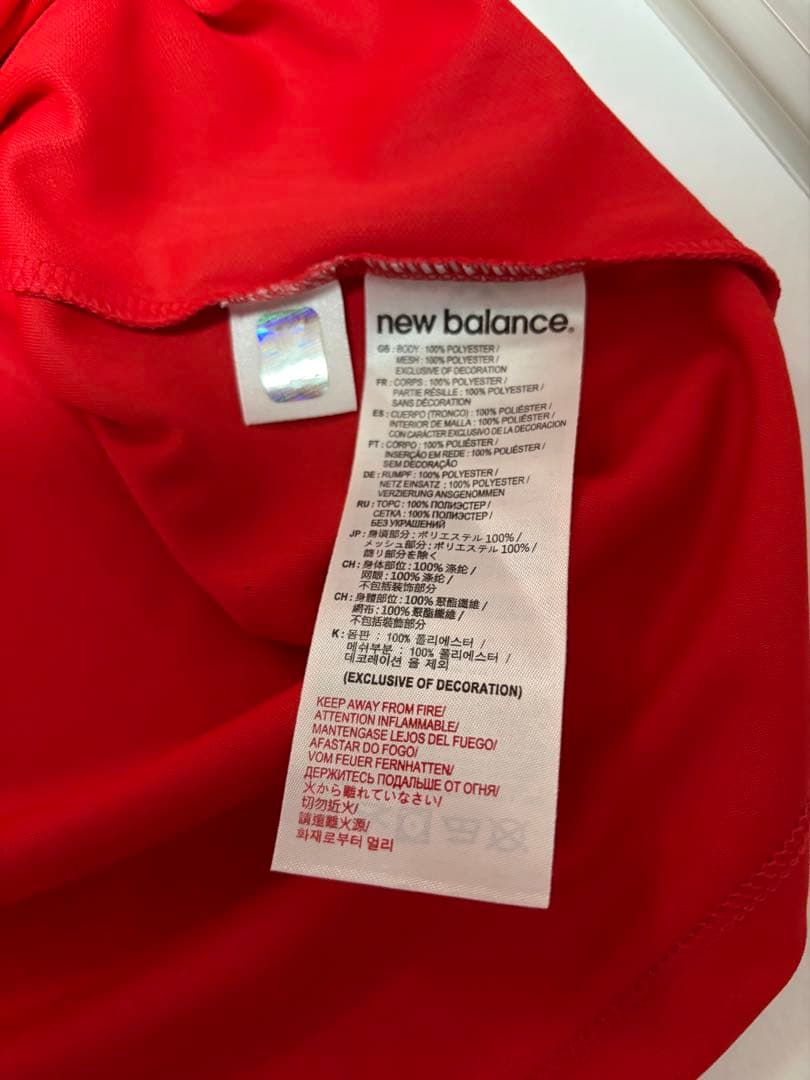 new balance.
GB : BODY : 100% POLYESTER /
MESH : 100% POLYESTER /
EXCLUSIVE OF DECORATION
FR : CORPS : 100% POLYESTER /
PARTIE RÉSILLE : 100% POLYESTER /
SANS DÉCORATION
ES : CUERPO (TRONCO) : 100% POLIÉSTER /
INTERIOR DE MALLA : 100% POLIÉSTER /
CON CARÁCTER EXCLUSIVO DE LA DECORACION
PT : CORPO : 100% POLIÉSTER /
INSERÇÃO EM REDE : 100% POLIÉSTER /
SEM DECORAÇÃO
DE : RUMPF : 100% POLYESTER /
NETZ EINSATZ : 100% POLYESTER /
VERZIERUNG AUSGENOMMEN
RU : ТОРС : 100% ПОЛИЭСТЕР /
СЕТКА : 100% ПОЛИЭСТЕР /
БЕЗ УКРАШЕНИЙ
JP : 身頃部分 : ポリエステル 100% /
メッシュ部分 : ポリエステル 100% /
飾り部分を除く
CH : 身体部位 : 100% 涤纶 /
网眼 : 100% 涤纶 /
不包括装饰部分
CH : 身體部位 : 100% 聚酯纖維 /
網布 : 100% 聚酯纖維 /
不包括裝飾部分
K : 몸판 : 100% 폴리에스터 /
메쉬부분 : 100% 폴리에스터 /
데코레이션 을 제외
(EXCLUSIVE OF DECORATION)
KEEP AWAY FROM FIRE/
ATTENTION INFLAMMABLE/
MANTENGASE LEJOS DEL FUEGO/
AFASTAR DO FOGO/
VOM FEUER FERNHATTEN/
ДЕРЖИТЕСЬ ПОДАЛЬШЕ ОТ ОГНЯ/
火から離れていなさい/
切勿近火/
請遠離火源/
화재로부터 멀리